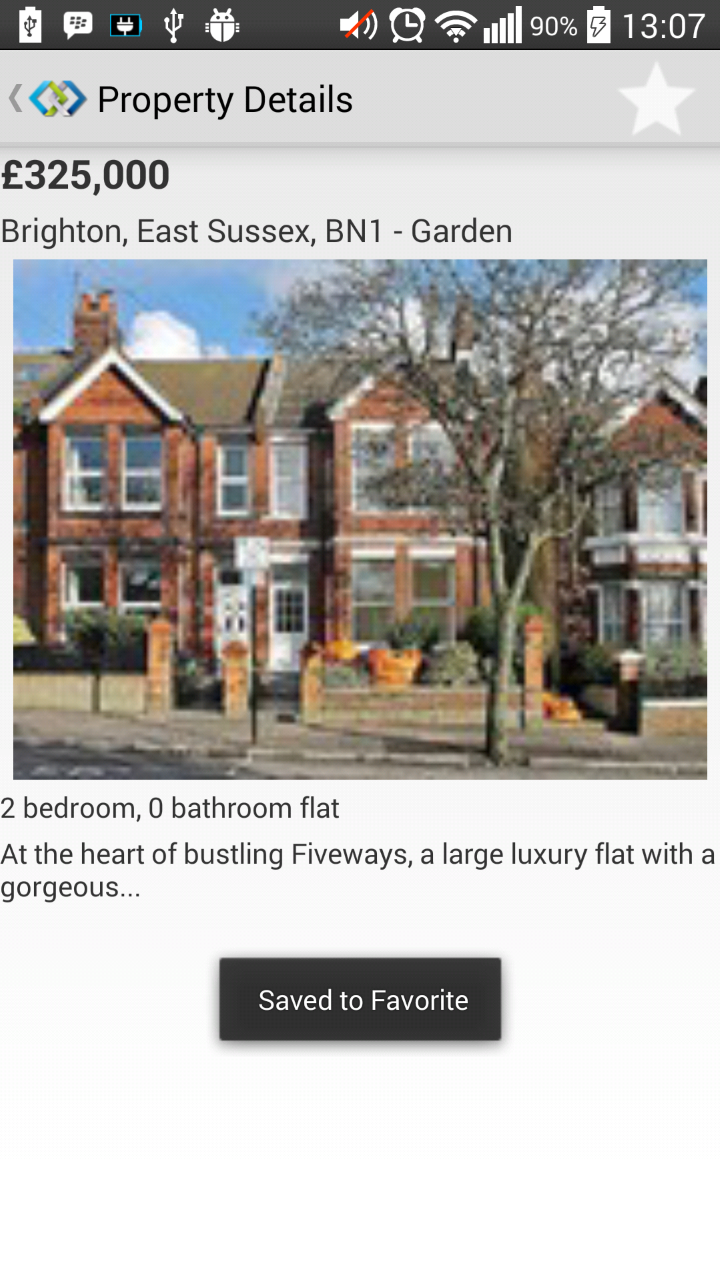 90% 13:07
Property Details
£325,000
Brighton, East Sussex, BN1 - Garden
2 bedroom, 0 bathroom flat
At the heart of bustling Fiveways, a large luxury flat with a
gorgeous...
Saved to Favorite